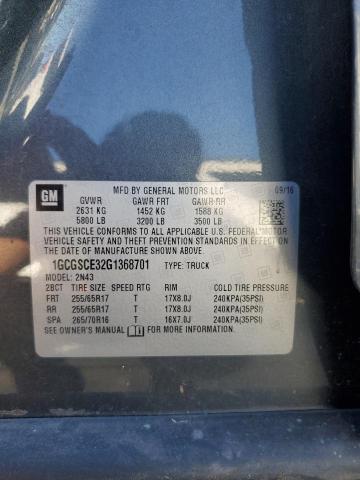 GM
MFD BY GENERAL MOTORS LLC 09/16
GVWR GAWR FRT GAWR RR
2631 KG 1452 KG 1588 KG
5800 LB 3200 LB 3500 LB
THIS VEHICLE CONFORMS TO ALL APPLICABLE U.S. FEDERAL MOTOR
VEHICLE SAFETY AND THEFT PREVENTION STANDARDS IN EFFECT ON
THE DATE OF MANUFACTURE SHOWN ABOVE.
1GCGSCE32G1368701 TYPE: TRUCK
MODEL: 2N43
2BCT TIRE SIZE SPEED RTG RIM COLD TIRE PRESSURE
FRT 255/65R17 T 17X8.0J 240KPA(35PSI)
RR 255/65R17 T 17X8.0J 240KPA(35PSI)
SPA 265/70R16 T 16X7.0J 240KPA(35PSI)
SEE OWNER'S MANUAL FOR MORE INFORMATION.